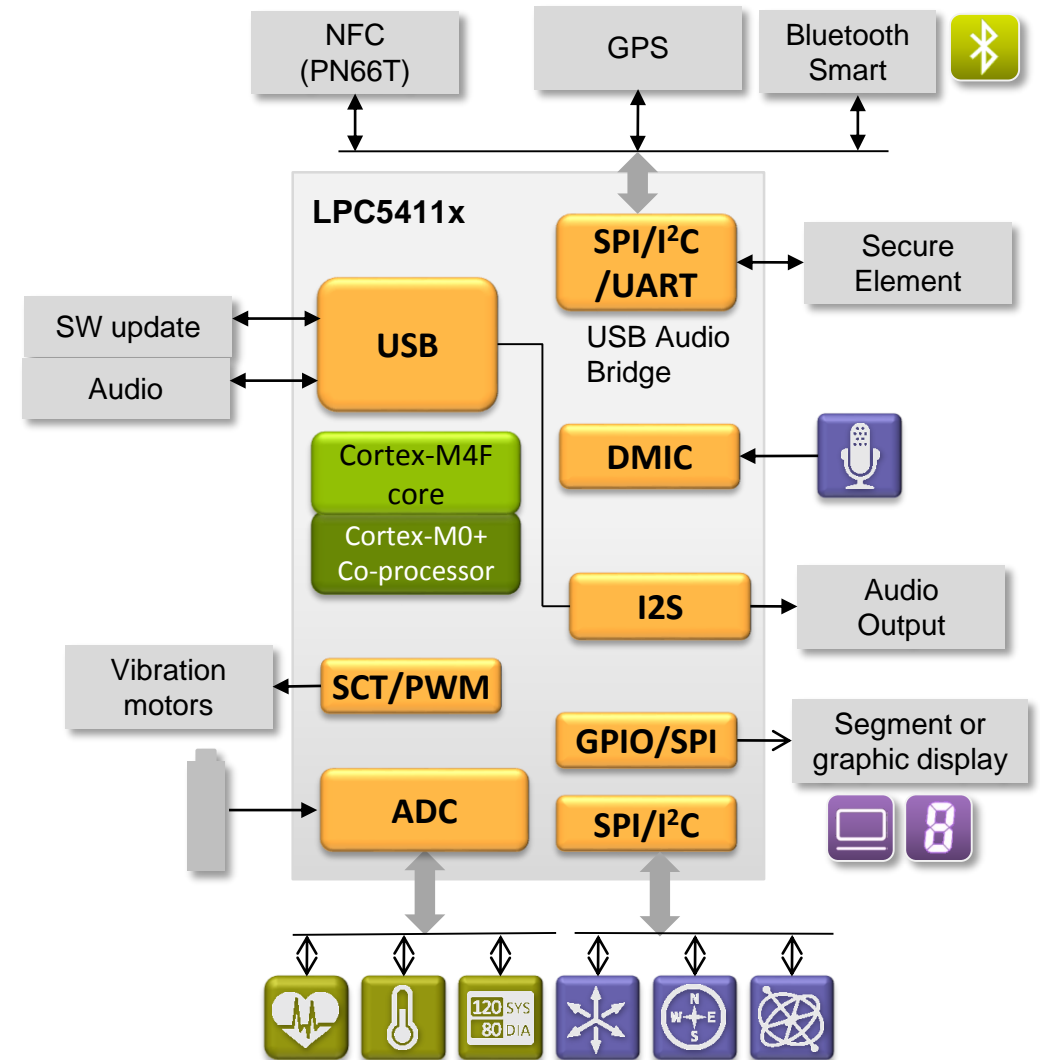 NFC
(PN66T)
GPS
Bluetooth
Smart
LPC5411x
SPI/I²C
/UART
Secure
Element
USB Audio
Bridge
SW update
Audio
USB
Cortex-M4F
core
Cortex-M0+
Co-processor
DMIC
I2S
Audio
Output
Vibration
motors
SCT/PWM
GPIO/SPI
Segment or
graphic display
8
ADC
SPI/I²C
120 SYS
80 DIA
N
W E
S